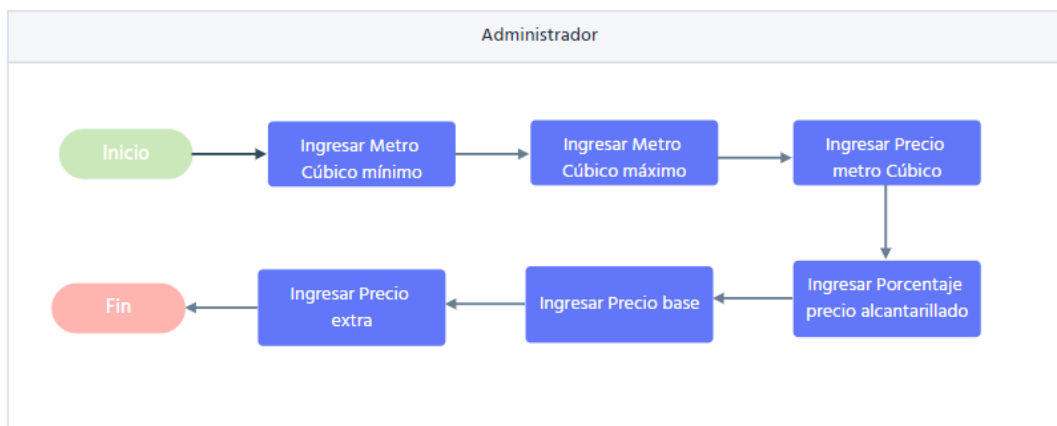 Administrador
Inicio
Ingresar Metro
Cúbico mínimo
Ingresar Metro
Cúbico máximo
Ingresar Precio
metro Cúbico
Ingresar Porcentaje
precio alcantarillado
Ingresar Precio base
Ingresar Precio
extra
Fin